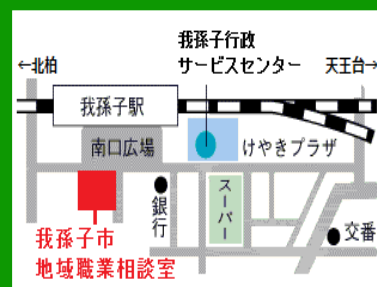 我孫子行政
サービスセンター
←北柏
天王台→
我孫子駅
南口広場
けやきプラザ
スーパー
銀行
交番
我孫子市
地域職業相談室